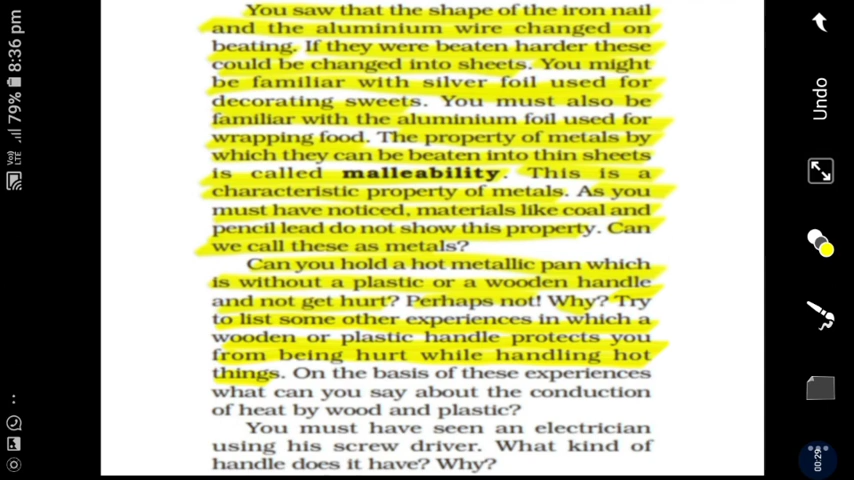 You saw that the shape of the iron nail
and the aluminium wire changed on
beating. If they were beaten harder these
could be changed into sheets. You might
be familiar with silver foil used for
decorating sweets. You must also be
familiar with the aluminium foil used for
wrapping food. The property of metals by
which they can be beaten into thin sheets
is called malleability. This is a
characteristic property of metals. As you
must have noticed, materials like coal and
pencil lead do not show this property. Can
we call these as metals?
Can you hold a hot metallic pan which
is without a plastic or a wooden handle
and not get hurt? Perhaps not! Why? Try
to list some other experiences in which a
wooden or plastic handle protects you
from being hurt while handling hot
things. On the basis of these experiences
what can you say about the conduction
of heat by wood and plastic?
You must have seen an electrician
using his screw driver. What kind of
handle does it have? Why?
79% 8:36 pm
Vo) LTE
Undo
00:29